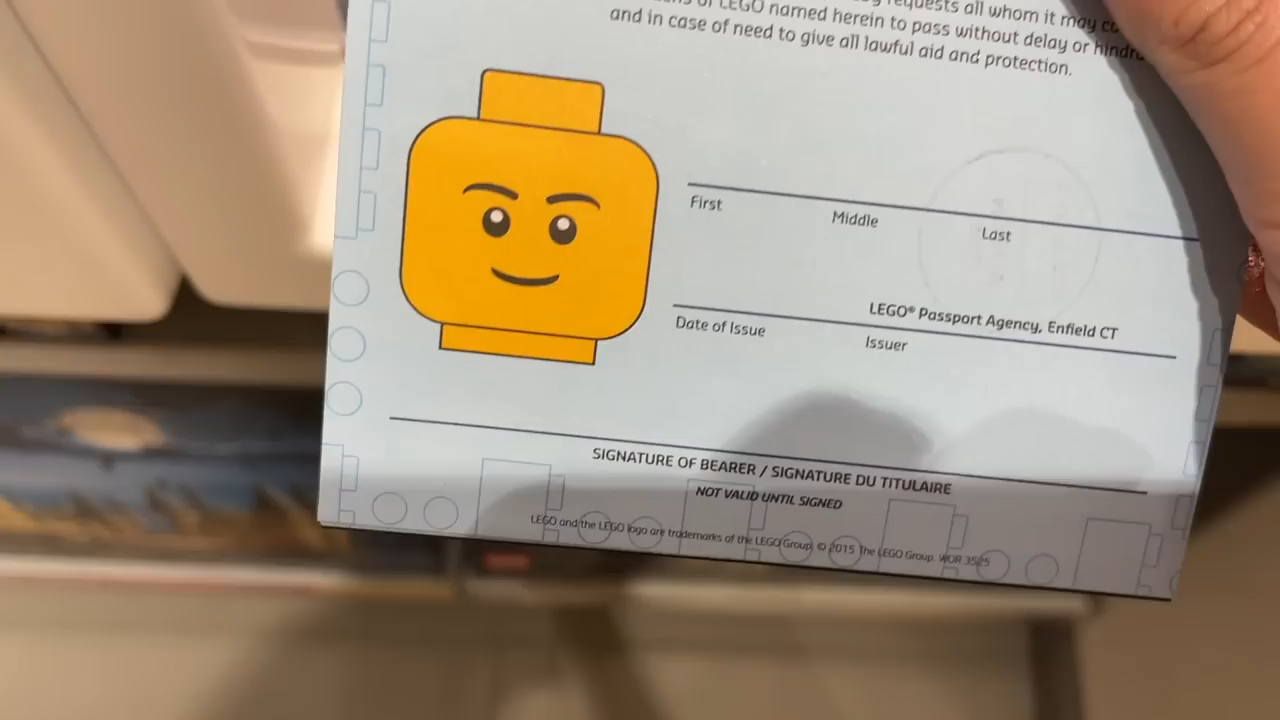 of LEGO named herein to pass without delay or
requests all whom it may
and in case of need to give all lawful aid and protection.
First Middle Last
LEGO® Passport Agency, Enfield CT
Date of Issue Issuer
SIGNATURE OF BEARER / SIGNATURE DU TITULAIRE
NOT VALID UNTIL SIGNED
LEGO and the LEGO logo are trademarks of the LEGO Group. © 2015 The LEGO Group. WOR 3525